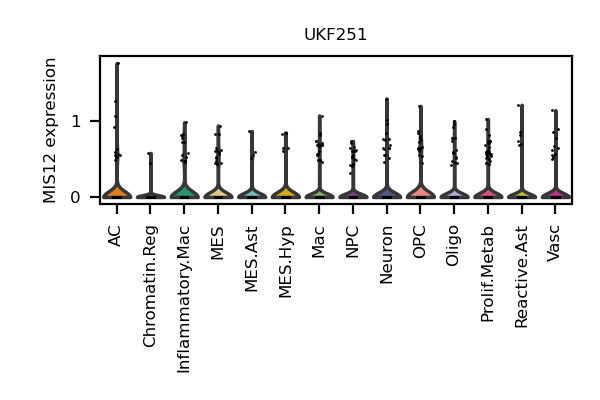 UKF251
MIS12 expression
1
0
AC
Chromatin.Reg
Inflammatory.Mac
MES
MES.Ast
MES.Hyp
Mac
NPC
Neuron
OPC
Oligo
Prolif.Metab
Reactive.Ast
Vasc